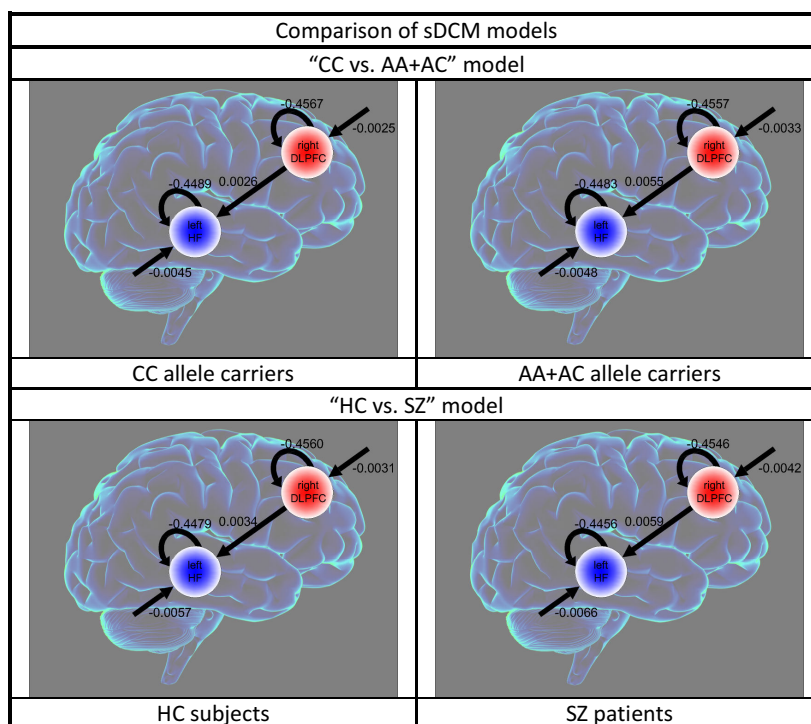 Comparison of sDCM models
“CC vs. AA+AC” model
-0.4567
-0.0025
right
DLPFC
-0.4489 0.0026
left
HF
-0.0045
-0.4557
-0.0033
right
DLPFC
-0.4483 0.0055
left
HF
-0.0048
CC allele carriers
AA+AC allele carriers
“HC vs. SZ” model
-0.4560
-0.0031
right
DLPFC
-0.4479 0.0034
left
HF
-0.0057
-0.4546
-0.0042
right
DLPFC
-0.4456 0.0059
left
HF
-0.0066
HC subjects
SZ patients